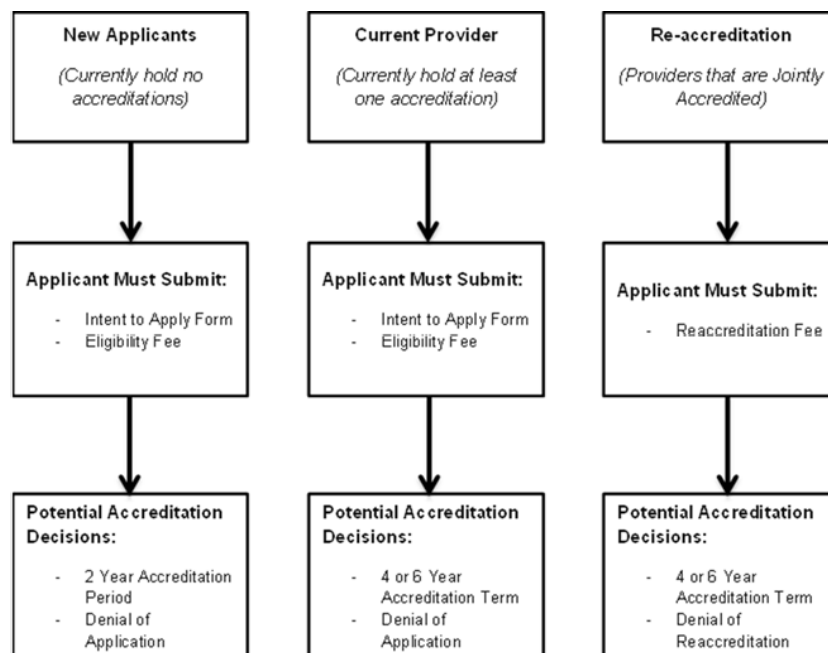 New Applicants
(Currently hold no
accreditations)
Current Provider
(Currently hold at least
one accreditation)
Re-accreditation
(Providers that are Jointly
Accredited)
Applicant Must Submit:
- Intent to Apply Form
- Eligibility Fee
Applicant Must Submit:
- Intent to Apply Form
- Eligibility Fee
Applicant Must Submit:
- Reaccreditation Fee
Potential Accreditation
Decisions:
- 2 Year Accreditation
Period
- Denial of
Application
Potential Accreditation
Decisions:
- 4 or 6 Year
Accreditation Term
- Denial of
Application
Potential Accreditation
Decisions:
- 4 or 6 Year
Accreditation Term
- Denial of
Reaccreditation